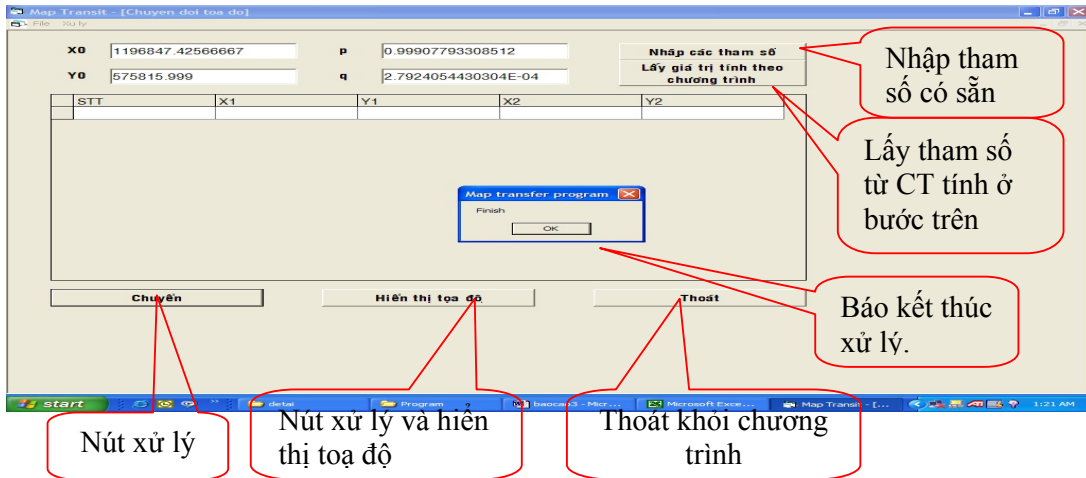 Map Transit - [Chuyen doi toa do]
File Xu ly
X0 1196847.42566667 p 0.99907793308512 Nhập các tham số
Y0 575815.999 q 2.7924054430304E-04 Lấy giá trị tính theo
chương trình
STT X1 Y1 X2 Y2
Nhập tham
số có sẵn
Lấy tham số
từ CT tính ở
bước trên
Map transfer program
Finish
OK
Chuyển Hiển thị tọa độ Thoát
Báo kết thúc
xử lý.
start detai Program baocao3 - Micr... Microsoft Exce... Map Transit - [... 1:21 AM
Nút xử lý
Nút xử lý và hiên
thị toạ độ
Thoát khỏi chương
trình